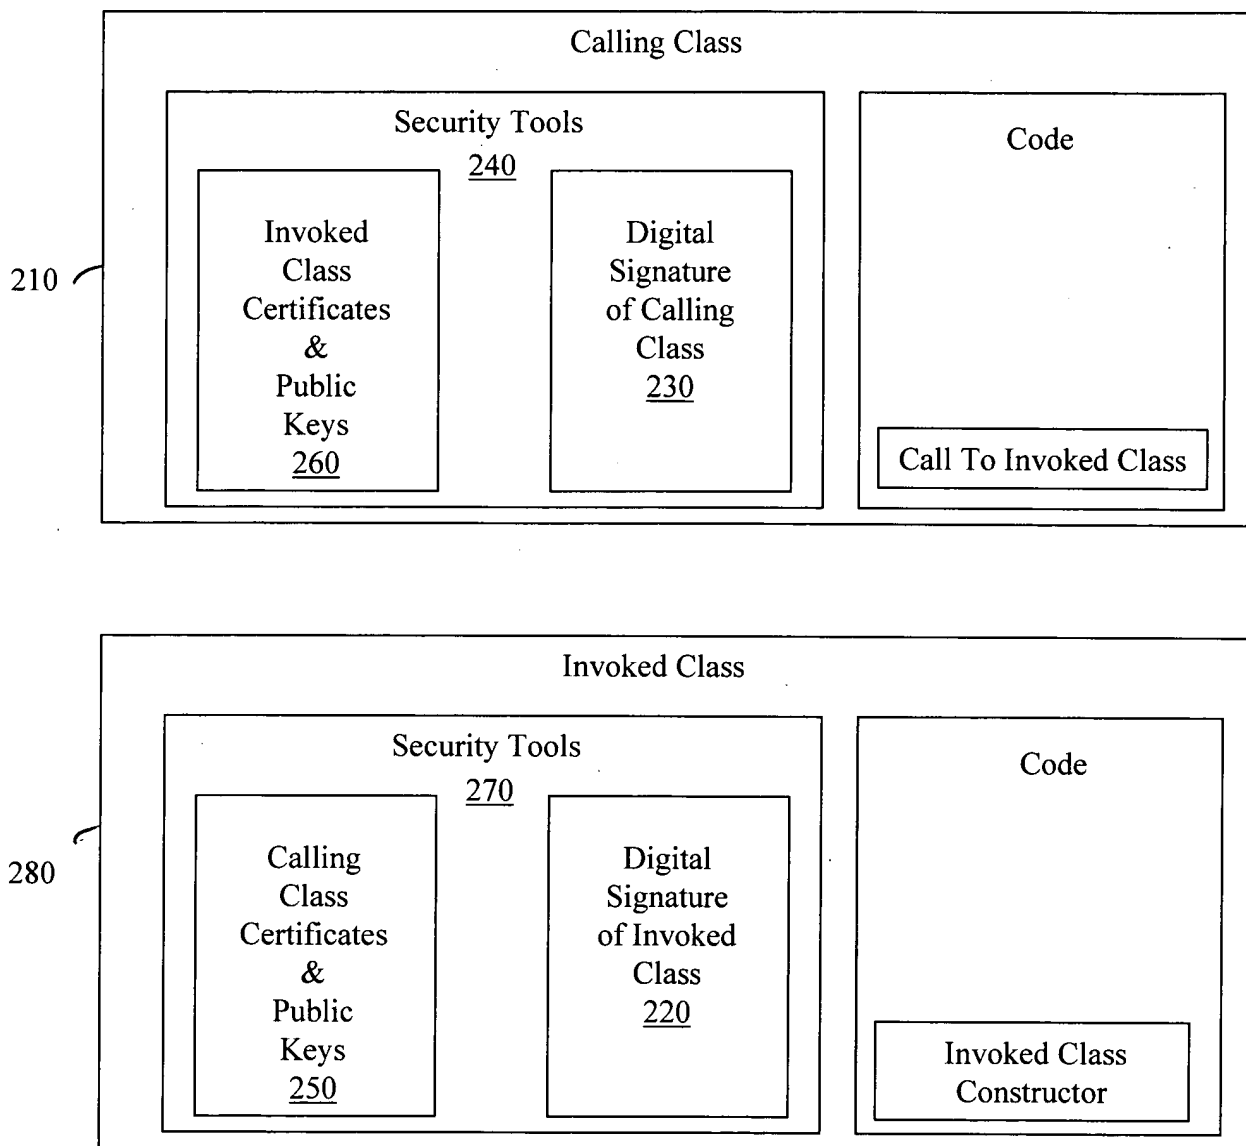 Calling Class
Security Tools
240
Invoked
Class
Certificates
&
Public
Keys
260
Digital
Signature
of Calling
Class
230
Code
Call To Invoked Class
210
Invoked Class
Security Tools
270
Calling
Class
Certificates
&
Public
Keys
250
Digital
Signature
of Invoked
Class
220
Code
Invoked Class
Constructor
280